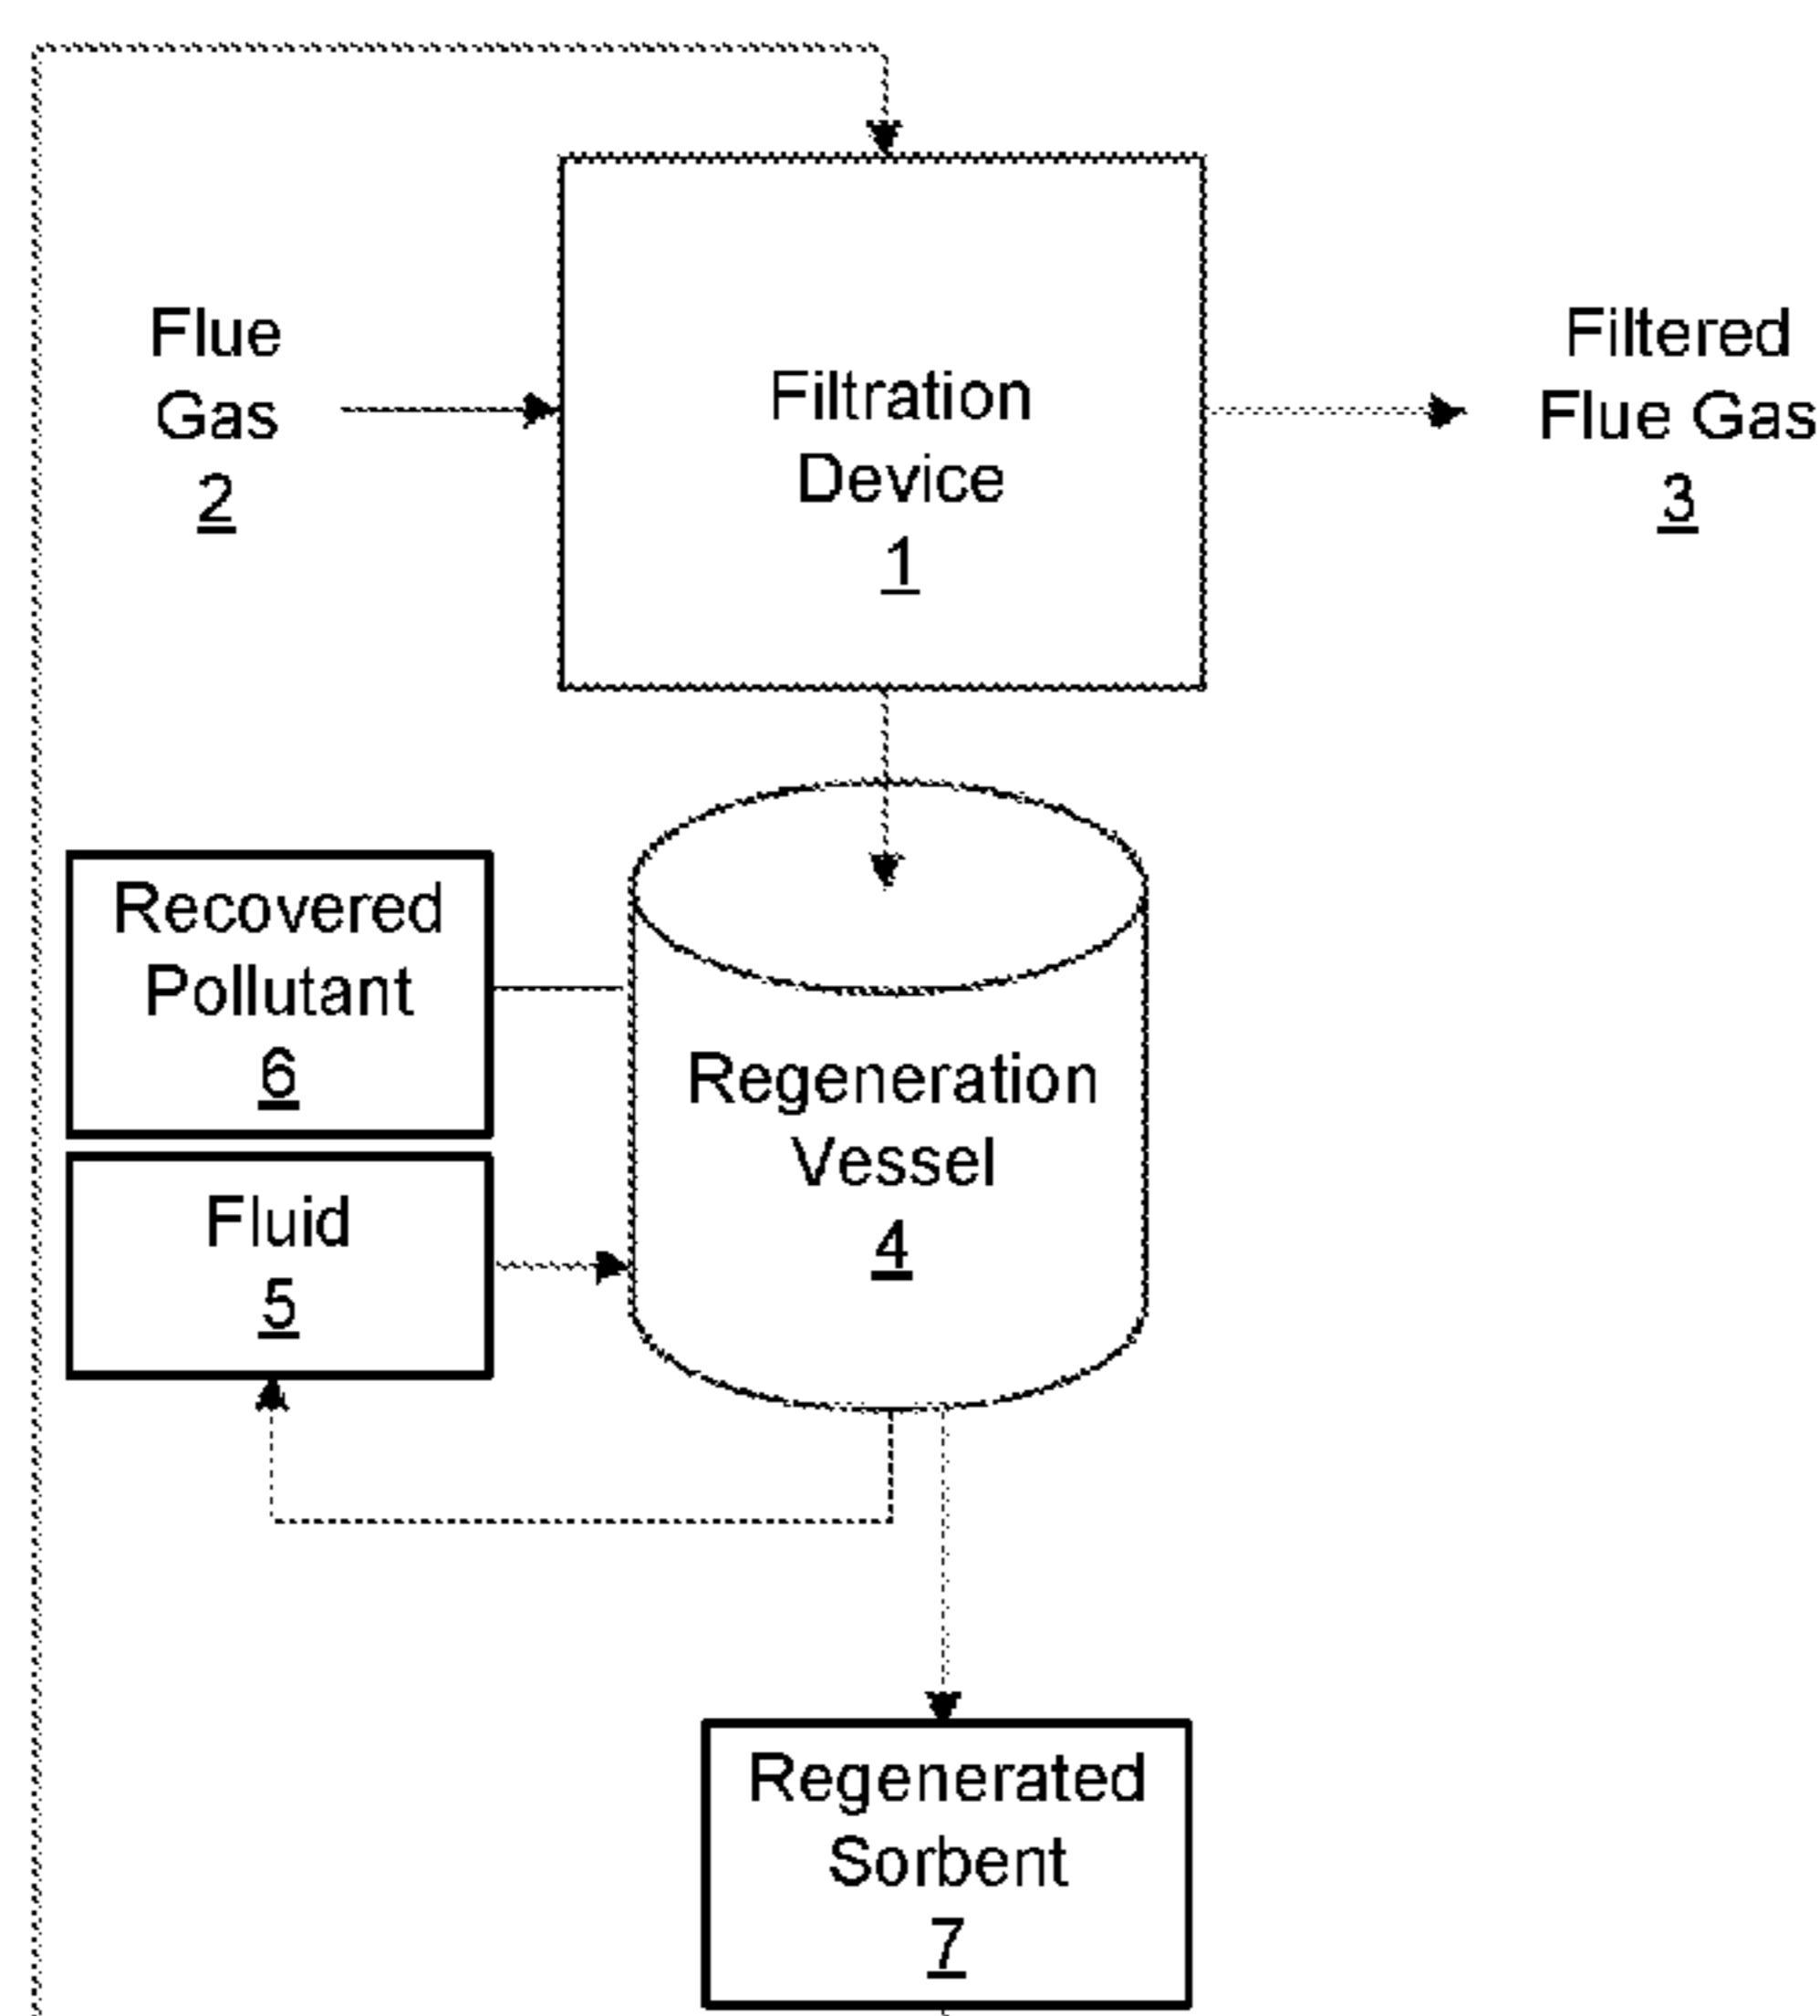 Flue
Gas
2
Filtration
Device
1
Filtered
Flue Gas
3
Recovered
Pollutant
6
Fluid
5
Regeneration
Vessel
4
Regenerated
Sorbent
7